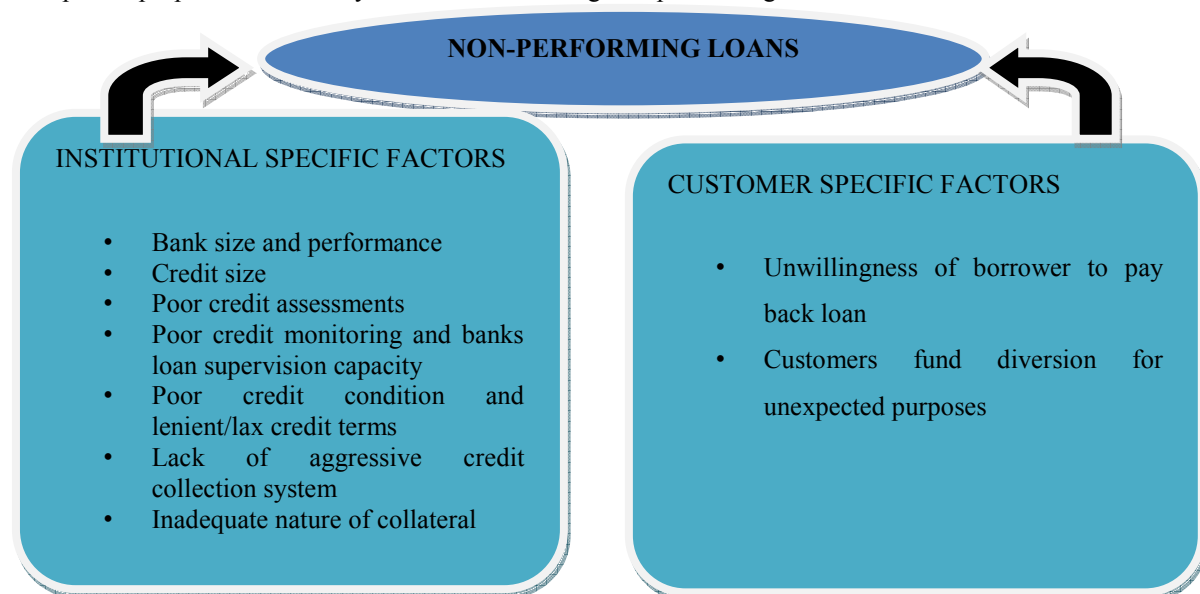 NON-PERFORMING LOANS
INSTITUTIONAL SPECIFIC FACTORS
• Bank size and performance
• Credit size
• Poor credit assessments
• Poor credit monitoring and banks
loan supervision capacity
• Poor credit condition and
lenient/lax credit terms
• Lack of aggressive credit
collection system
• Inadequate nature of collateral
CUSTOMER SPECIFIC FACTORS
• Unwillingness of borrower to pay
back loan
• Customers fund diversion for
unexpected purposes